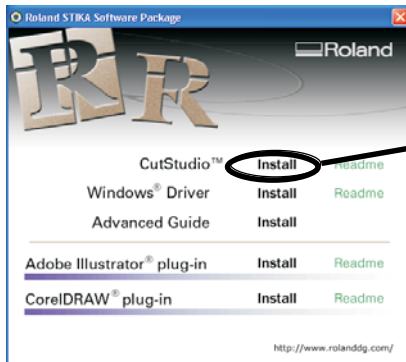 Roland STIKA Software Package
Roland
R R
CutStudio™ Install Readme
Windows® Driver Install Readme
Advanced Guide Install
Adobe Illustrator® plug-in Install Readme
CorelDRAW® plug-in Install Readme
http://www.rolanddg.com/